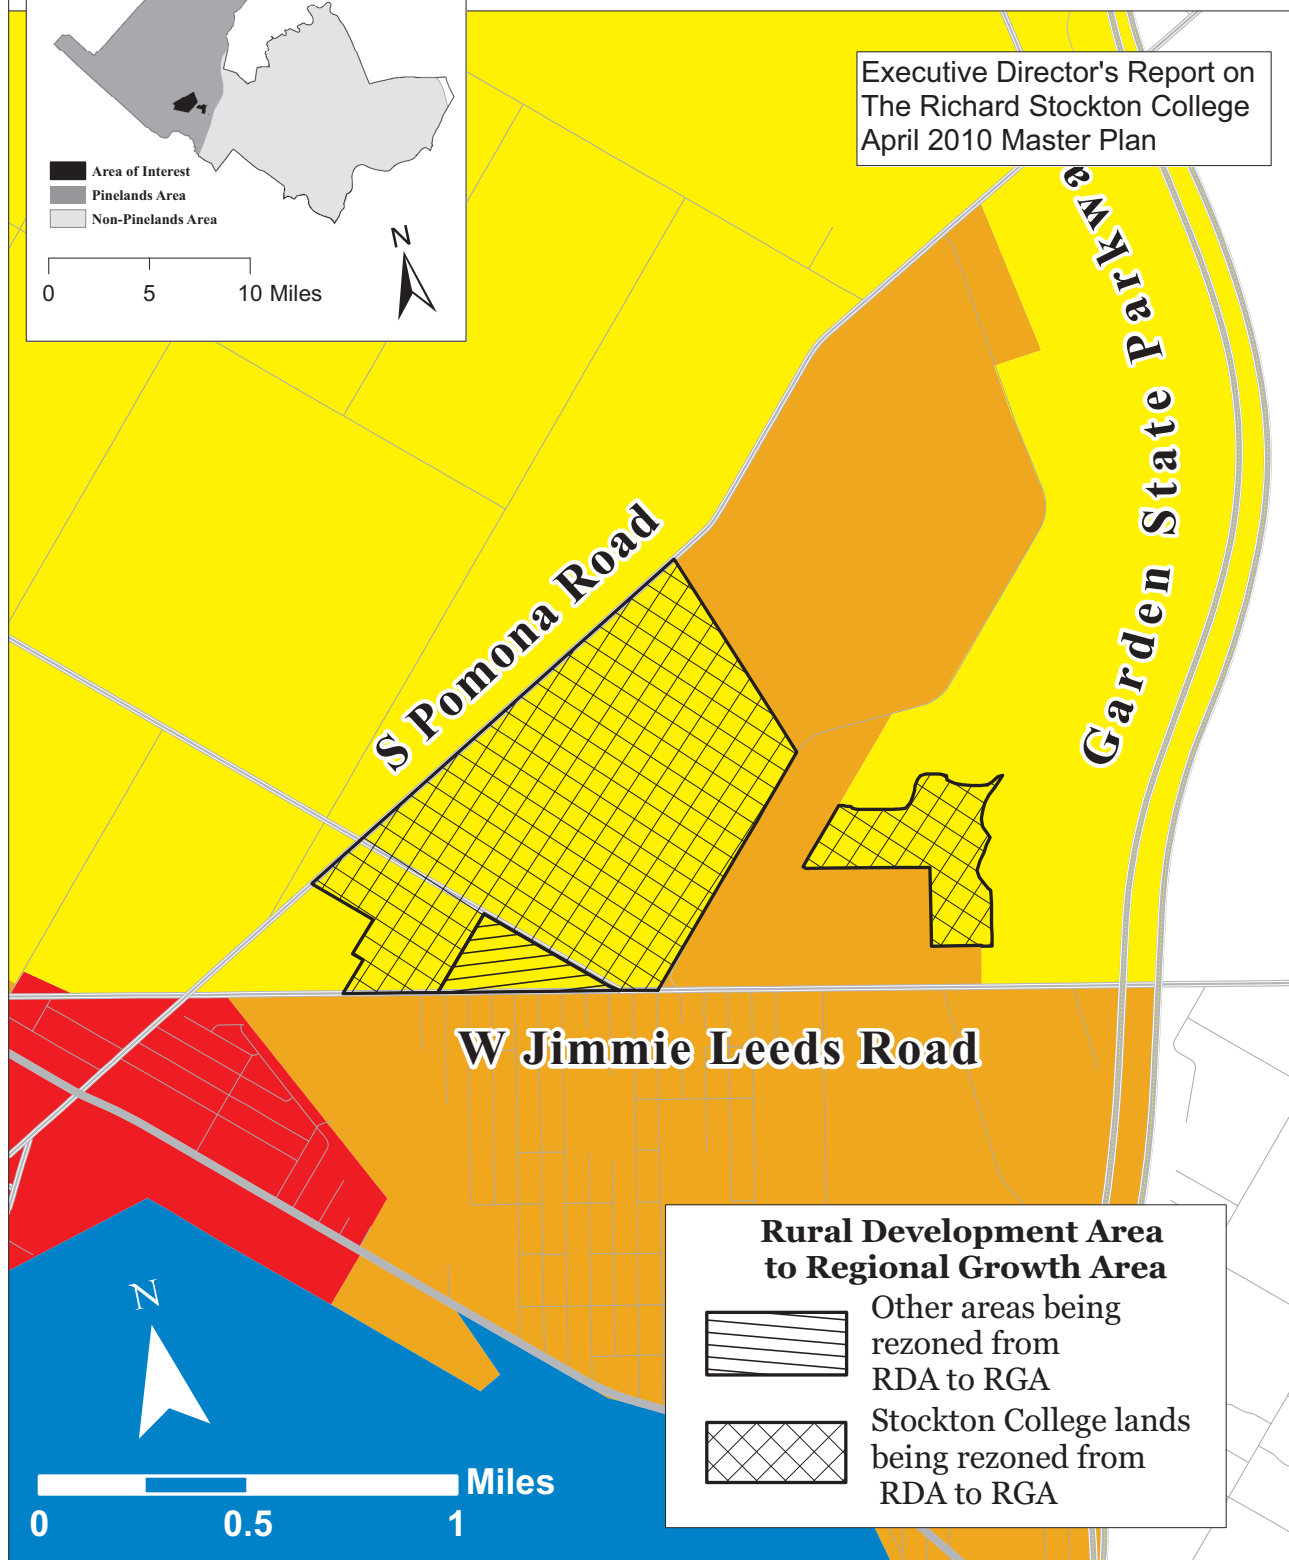 Executive Director's Report on
The Richard Stockton College
April 2010 Master Plan
Area of Interest
Pinelands Area
Non-Pinelands Area
N
0 5 10 Miles
Garden State Parkwa
S Pomona Road
W Jimmie Leeds Road
N
Miles
0 0.5 1
Rural Development Area
to Regional Growth Area
Other areas being
rezoned from
RDA to RGA
Stockton College lands
being rezoned from
RDA to RGA